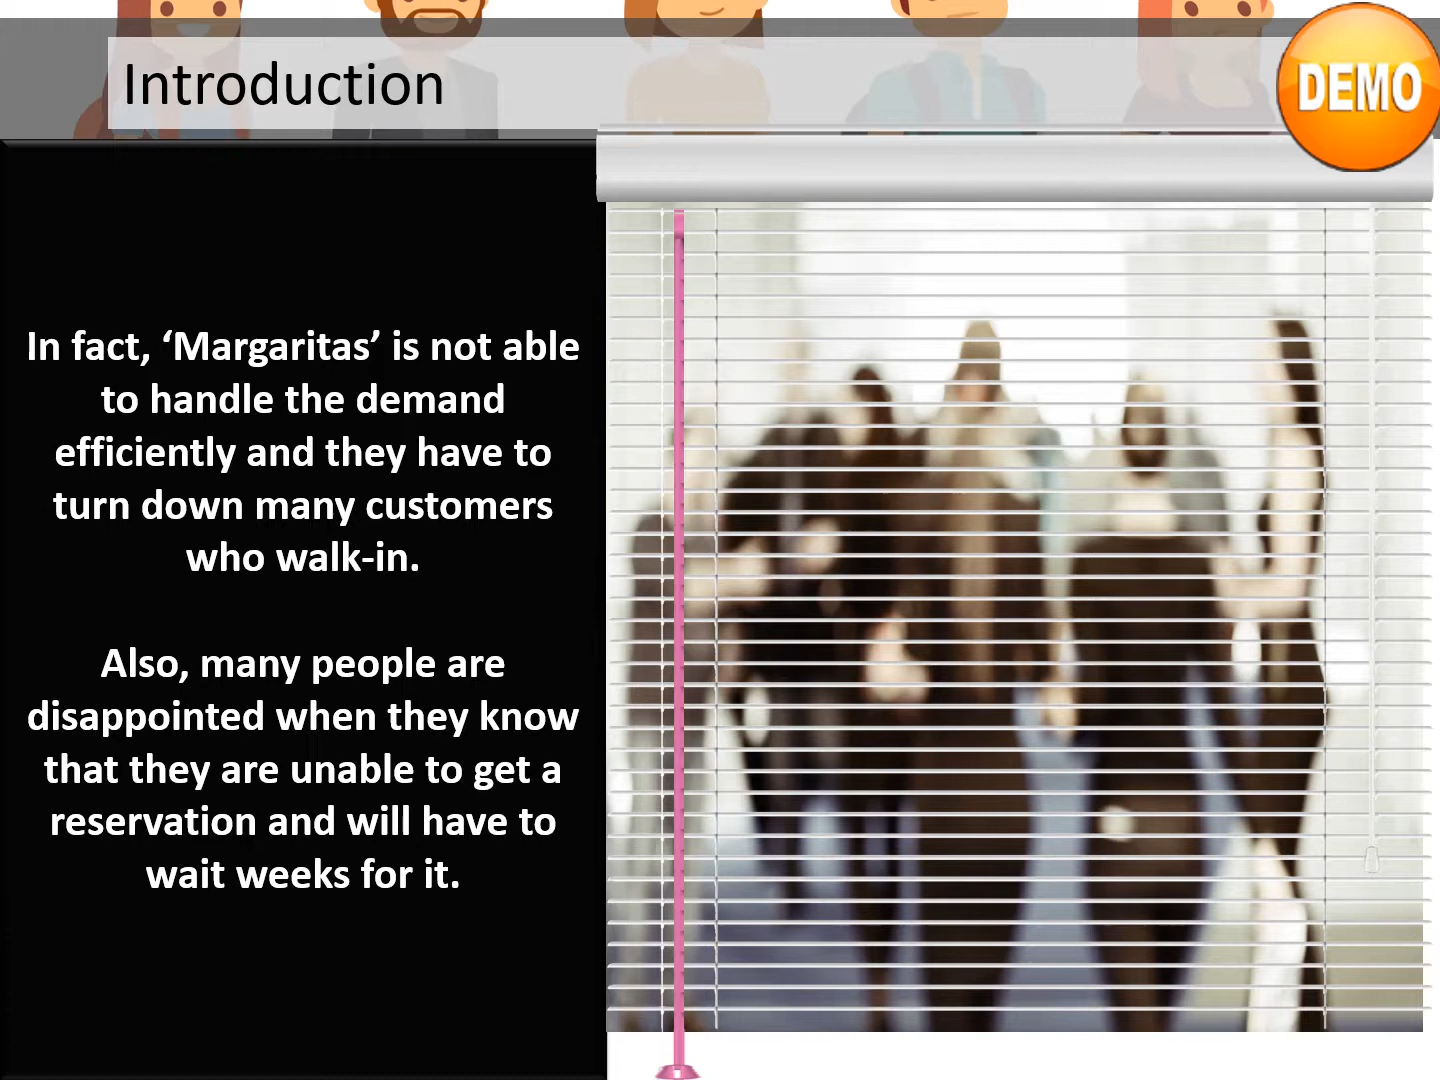 Introduction
DEMO
In fact, ‘Margaritas’ is not able
to handle the demand
efficiently and they have to
turn down many customers
who walk-in.
Also, many people are
disappointed when they know
that they are unable to get a
reservation and will have to
wait weeks for it.